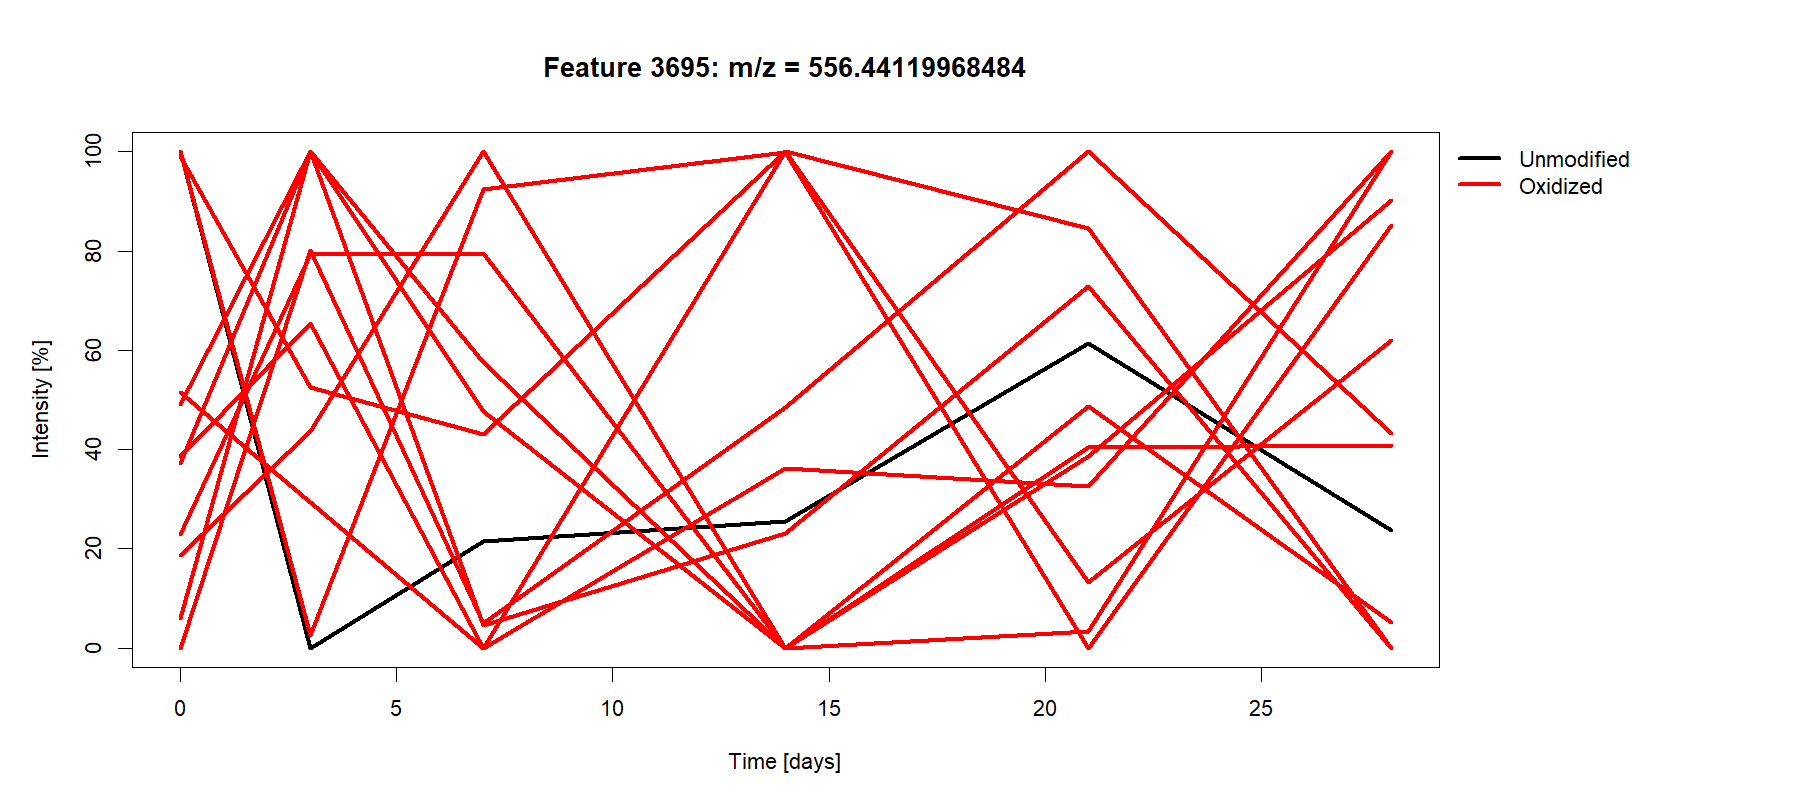 Feature 3695: m/z = 556.44119968484
Unmodified
Oxidized
Intensity [%]
100
80
60
40
20
0
0 5 10 15 20 25
Time [days]